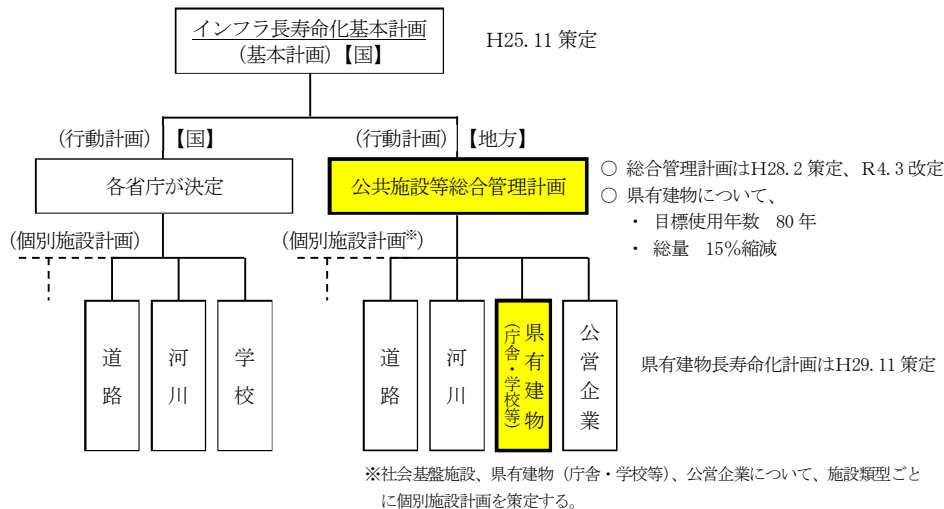 インフラ長寿命化基本計画
(基本計画)【国】
H25.11 策定
(行動計画)【国】
(行動計画)【地方】
各省庁が決定
公共施設等総合管理計画
○ 総合管理計画はH28.2 策定、R4.3 改定
○ 県有建物について、
・ 目標使用年数 80 年
・ 総量 15%縮減
(個別施設計画)
(個別施設計画※)
道路
河川
学校
道路
河川
県有建物
(庁舎・学校等)
公営企業
県有建物長寿命化計画はH29.11 策定
※社会基盤施設、県有建物（庁舎・学校等）、公営企業について、施設類型ごと
に個別施設計画を策定する。